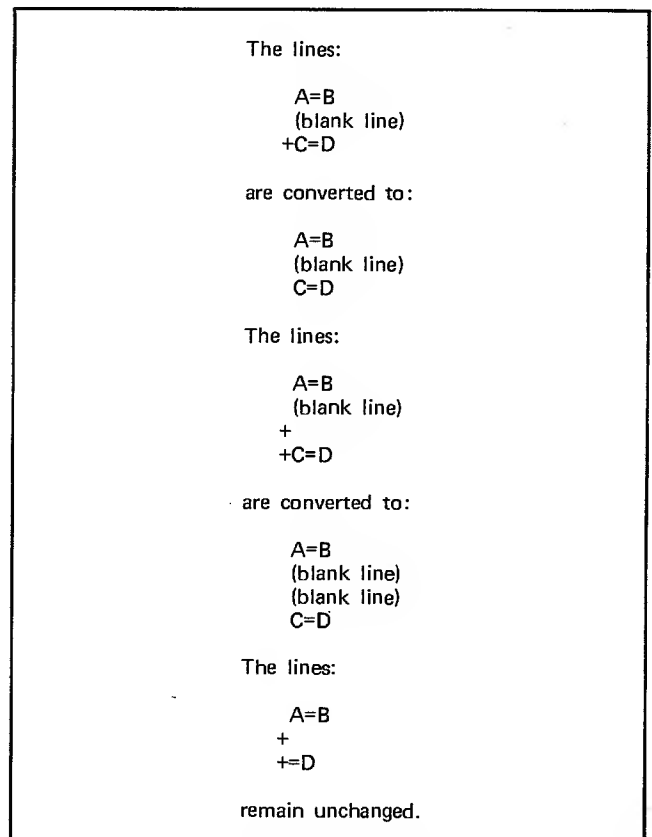 The lines:
A=B
(blank line)
+C=D
are converted to:
A=B
(blank line)
C=D
The lines:
A=B
(blank line)
+
+C=D
are converted to:
A=B
(blank line)
(blank line)
C=D
The lines:
A=B
+
+=D
remain unchanged.